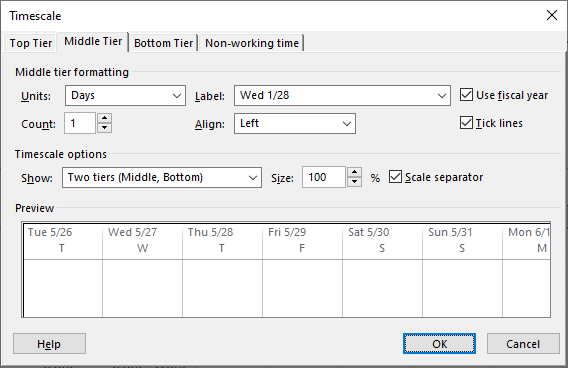 Timescale
Top Tier Middle Tier Bottom Tier Non-working time
Middle tier formatting
Units: Days Label: Wed 1/28 Use fiscal year
Count: 1 Align: Left Tick lines
Timescale options
Show: Two tiers (Middle, Bottom) Size: 100 % Scale separator
Preview
Tue 5/26 Wed 5/27 Thu 5/28 Fri 5/29 Sat 5/30 Sun 5/31 Mon 6/1
T W T F S S M
Help OK Cancel